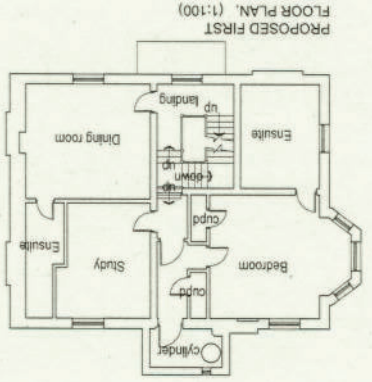 cylinder
cupd
Bedroom
Study
Ensuite
cupd
up
down
up
Dining room
Ensuite
up
landing
PROPOSED FIRST
FLOOR PLAN. (1:100)